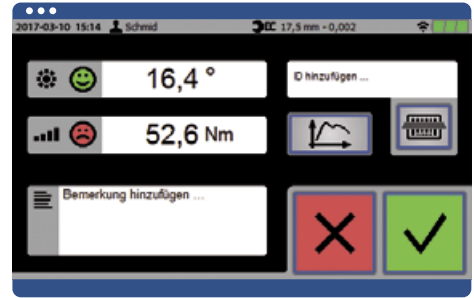 2017-03-10 15:14 Schmid 17,5 mm - 0,002
16,4 °
ID hinzufügen ...
52,6 Nm
Bemerkung hinzufügen ...